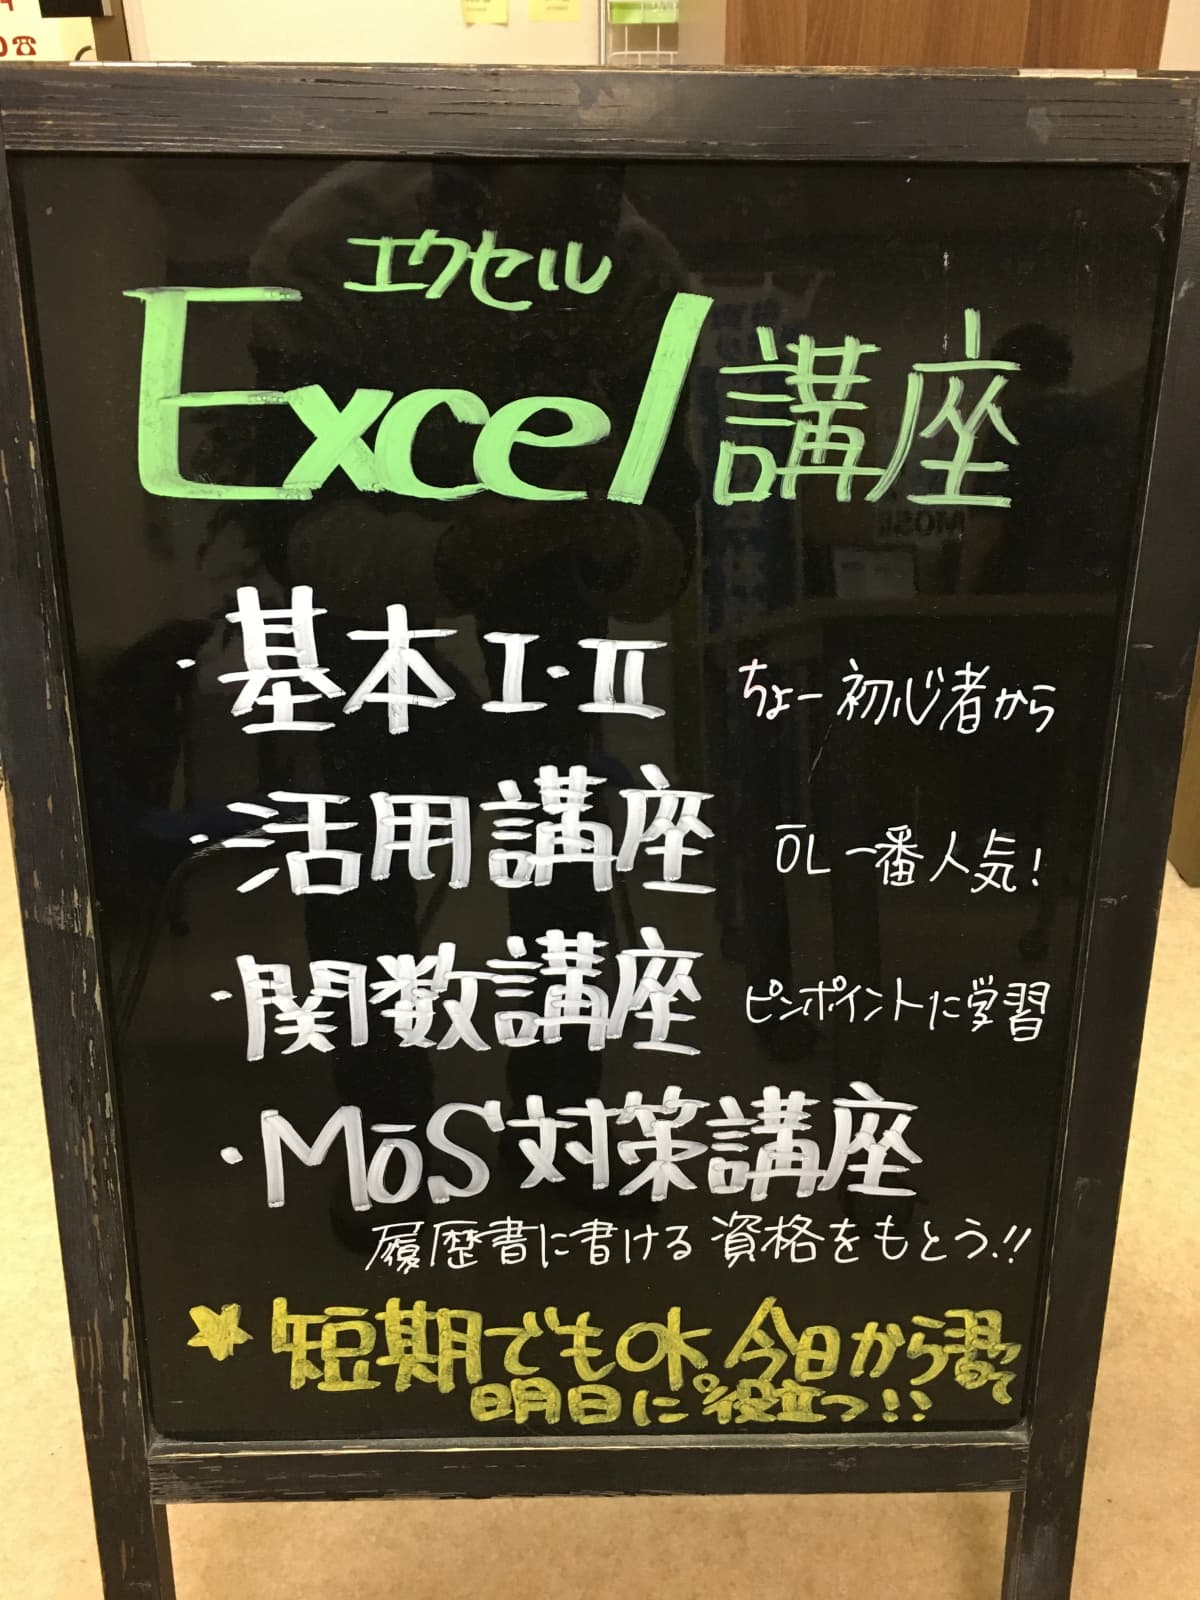 エクセル
Excel講座
・基本Ⅰ・Ⅱ ちょー初心者から
・活用講座 OL一番人気!
・関数講座 ピンポイントに学習
・MOS対策講座
履歴書に書ける資格をもとう!!
★短期でもOK 今日から習って
明日に役立つ!!